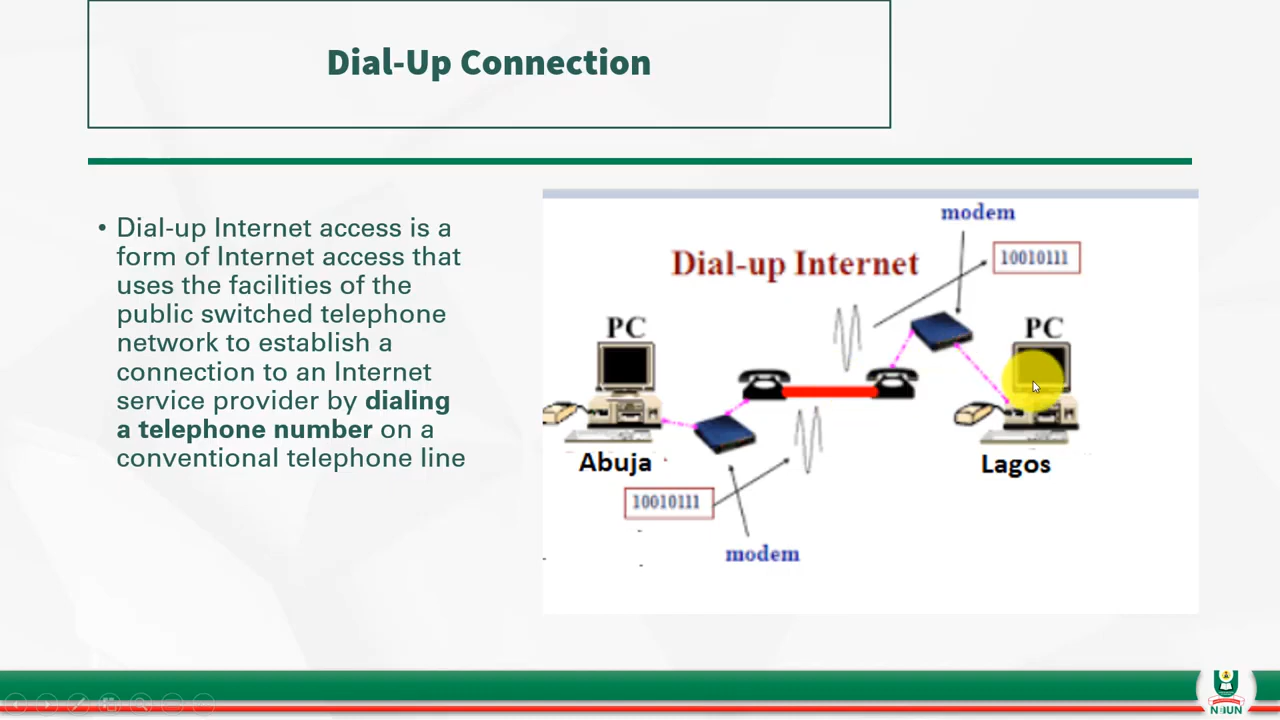 Dial-Up Connection
• Dial-up Internet access is a
form of Internet access that
uses the facilities of the
public switched telephone
network to establish a
connection to an Internet
service provider by dialing
a telephone number on a
conventional telephone line
modem
Dial-up Internet
10010111
PC
PC
Abuja
Lagos
10010111
modem
NOUN